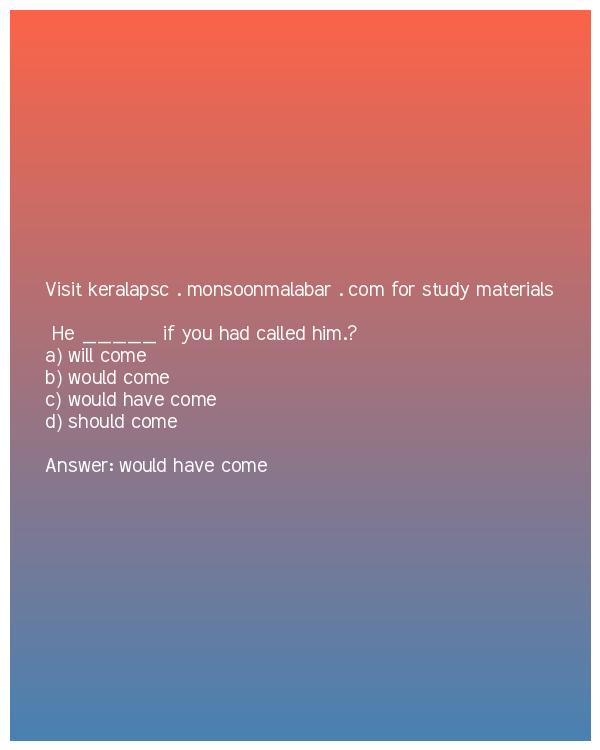 Visit keralapsc . monsoonmalabar . com for study materials
He _____ if you had called him.?
a) will come
b) would come
c) would have come
d) should come
Answer: would have come